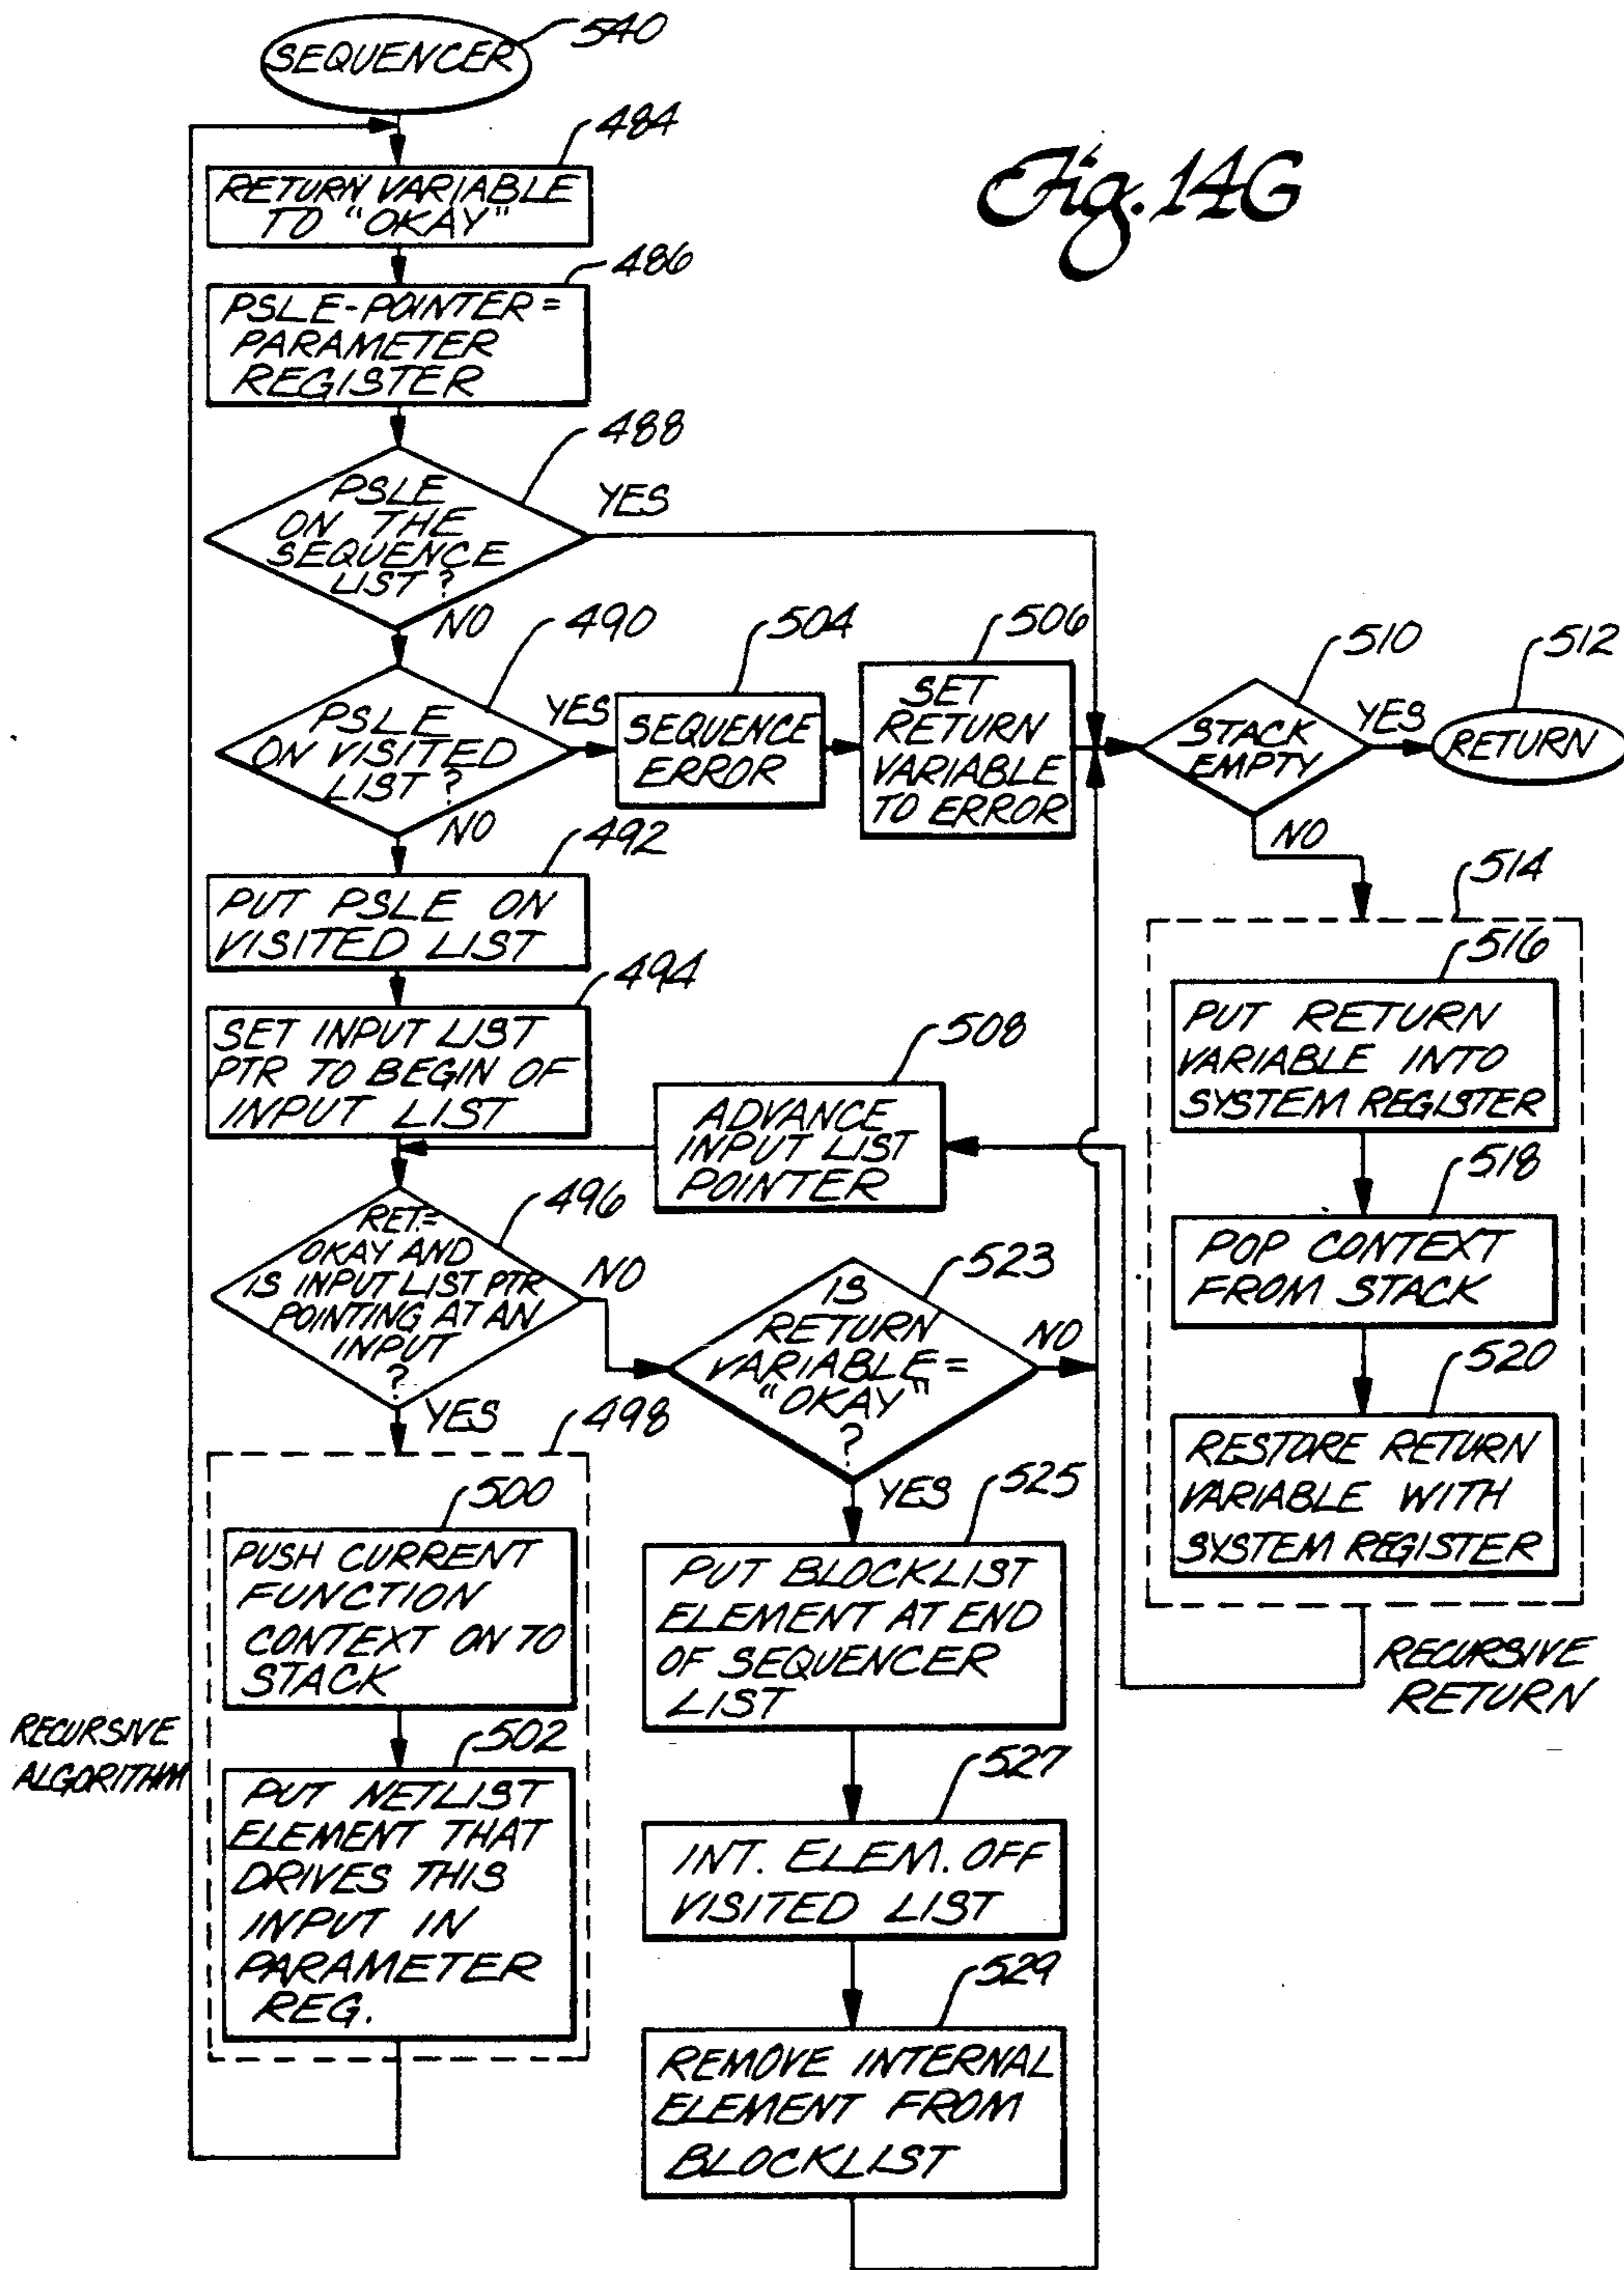 SEQUENCER
540
Fig. 14G
484
RETURN VARIABLE
TO "OKAY"
486
PSLE-POINTER =
PARAMETER
REGISTER
488
PSLE
ON THE
SEQUENCE
LIST ?
YES
NO
490
PSLE
ON VISITED
LIST ?
YES
NO
504
SEQUENCE
ERROR
506
SET
RETURN
VARIABLE
TO ERROR
510
STACK
EMPTY
YES
NO
512
RETURN
492
PUT PSLE ON
VISITED LIST
494
SET INPUT LIST
PTR TO BEGIN OF
INPUT LIST
508
ADVANCE
INPUT LIST
POINTER
514
516
PUT RETURN
VARIABLE INTO
SYSTEM REGISTER
518
POP CONTEXT
FROM STACK
520
RESTORE RETURN
VARIABLE WITH
SYSTEM REGISTER
RECURSIVE
RETURN
496
RET.=
OKAY AND
IS INPUT LIST PTR
POINTING AT AN
INPUT
?
NO
YES
523
IS
RETURN
VARIABLE =
"OKAY"
?
NO
YES
498
500
PUSH CURRENT
FUNCTION
CONTEXT ON TO
STACK
502
PUT NETLIST
ELEMENT THAT
DRIVES THIS
INPUT IN
PARAMETER
REG.
RECURSIVE
ALGORITHM
525
PUT BLOCKLIST
ELEMENT AT END
OF SEQUENCER
LIST
527
INT. ELEM. OFF
VISITED LIST
529
REMOVE INTERNAL
ELEMENT FROM
BLOCKLIST